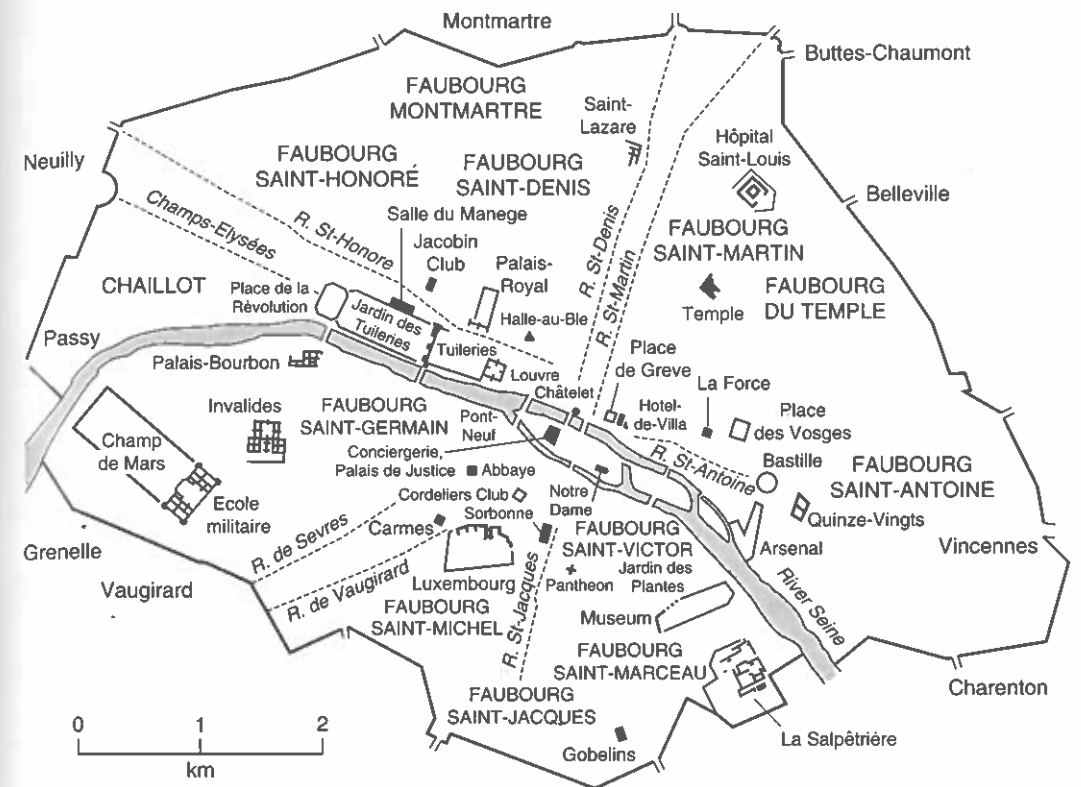 Montmartre
Buttes-Chaumont
FAUBOURG
MONTMARTRE
Saint-
Lazare
Hôpital
Saint-Louis
Neuilly
FAUBOURG
SAINT-HONORÉ
FAUBOURG
SAINT-DENIS
Belleville
Champs-Elysées
R. St-Honore
Salle du Manege
Jacobin
Club
Palais-
Royal
R. St-Denis
R. St-Martin
FAUBOURG
SAINT-MARTIN
CHAILLOT
Place de la
Révolution
Jardin des
Tuileries
Tuileries
Halle-au-Ble
Temple
FAUBOURG
DU TEMPLE
Passy
Palais-Bourbon
Louvre
Châtelet
Place
de Greve
La Force
Hotel-
de-Villa
Place
des Vosges
Invalides
FAUBOURG
SAINT-GERMAIN
Pont-
Neuf
Conciergerie,
Palais de Justice
R. St-Antoine
Bastille
FAUBOURG
SAINT-ANTOINE
Champ
de Mars
Ecole
militaire
Abbaye
Cordeliers Club
Sorbonne
Notre
Dame
Quinze-Vingts
Carmes
Arsenal
Vincennes
Grenelle
R. de Sevres
FAUBOURG
SAINT-VICTOR
Vaugirard
R. de Vaugirard
Luxembourg
Pantheon
Jardin des
Plantes
River Seine
FAUBOURG
SAINT-MICHEL
R. St-Jacques
Museum
FAUBOURG
SAINT-MARCEAU
Charenton
FAUBOURG
SAINT-JACQUES
Gobelins
La Salpêtrière
0 1 2
km